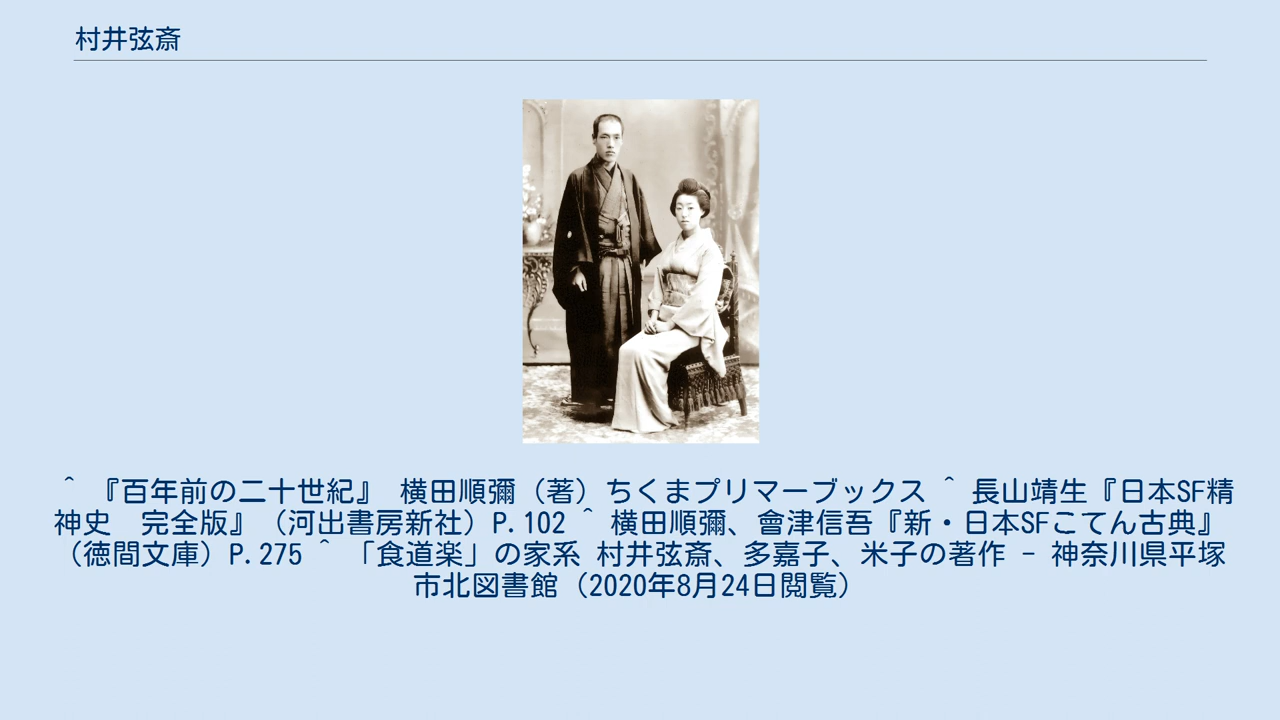 村井弦斎
^ 『百年前の二十世紀』 横田順彌（著）ちくまプリマーブックス ^ 長山靖生『日本SF精
神史　完全版』（河出書房新社）P.102 ^ 横田順彌、會津信吾『新・日本SFこてん古典』
（徳間文庫）P.275 ^ 「食道楽」の家系 村井弦斎、多嘉子、米子の著作 - 神奈川県平塚
市北図書館（2020年8月24日閲覧）